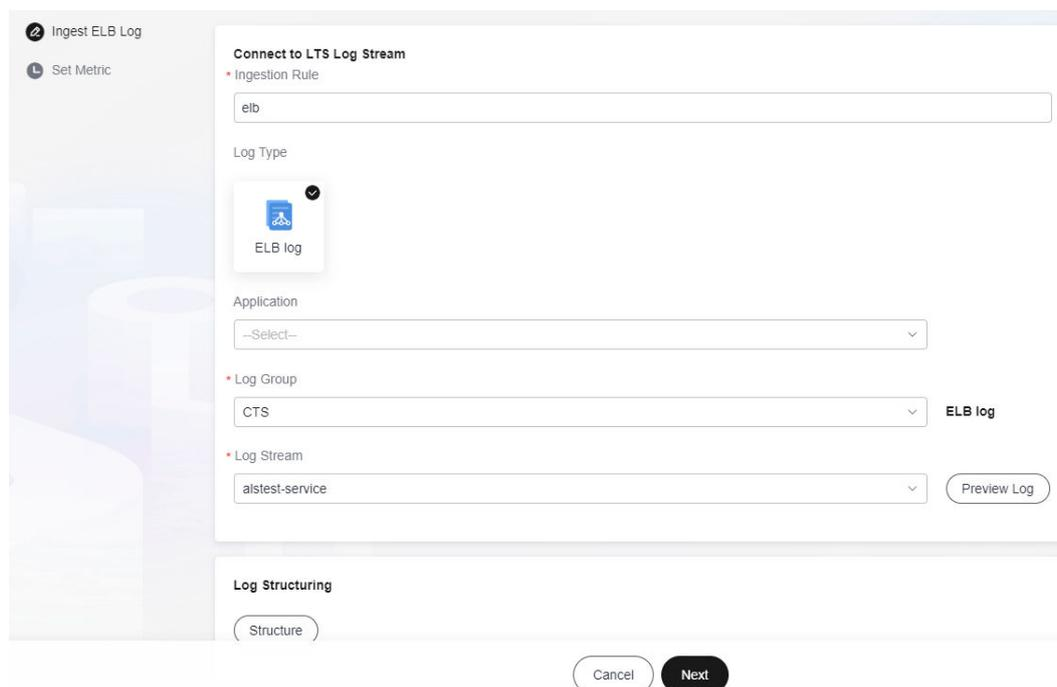 Ingest ELB Log
Set Metric
Connect to LTS Log Stream
* Ingestion Rule
elb
Log Type
ELB log
Application
--Select--
* Log Group
CTS
ELB log
* Log Stream
alstest-service
Preview Log
Log Structuring
Structure
Cancel
Next